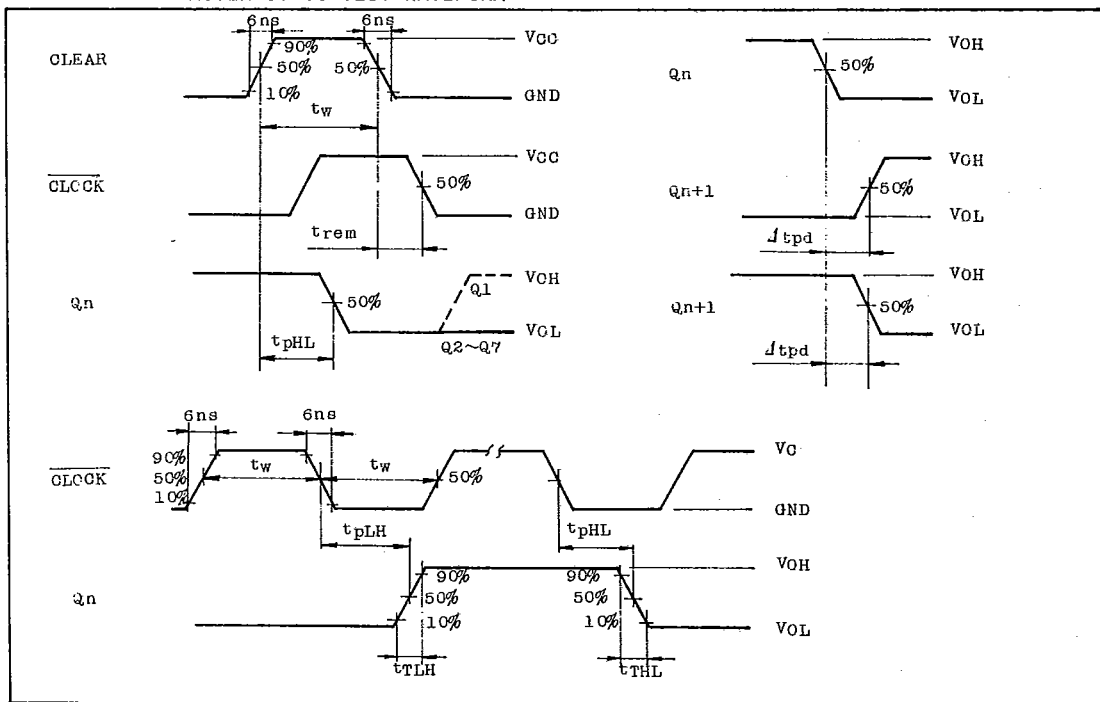 6ns 6ns
CLEAR
90%
50%
10%
50%
VCC
GND
tw
CLOCK
VCC
50%
GND
trem
Qn
50%
Q1
VOH
VOL
Q2~Q7
tpHL
Qn
50%
VOH
VOL
Qn+1
50%
VOH
VOL
Δtpd
Qn+1
50%
VOH
VOL
Δtpd
6ns 6ns
CLOCK
90%
50%
10%
tw tw
50%
VC
GND
tpLH
tpHL
Qn
90%
50%
10%
90%
50%
10%
VOH
VOL
tTLH
tTHL